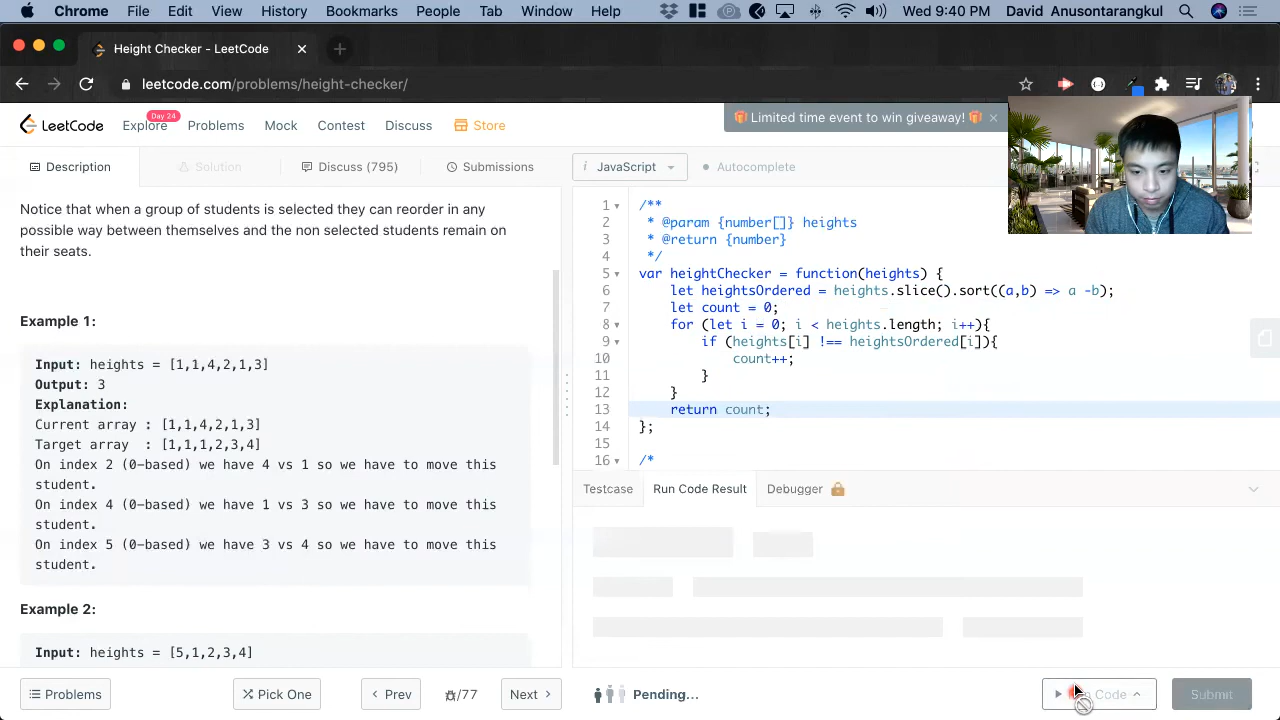 Chrome File Edit View History Bookmarks People Tab Window Help Wed 9:40 PM David Anusontarangkul
Height Checker - LeetCode
leetcode.com/problems/height-checker/
LeetCode Explore Day 24 Problems Mock Contest Discuss Store
Limited time event to win giveaway!
Description Solution Discuss (795) Submissions
i JavaScript Autocomplete
Notice that when a group of students is selected they can reorder in any
possible way between themselves and the non selected students remain on
their seats.
Example 1:
Input: heights = [1,1,4,2,1,3]
Output: 3
Explanation:
Current array : [1,1,4,2,1,3]
Target array  : [1,1,1,2,3,4]
On index 2 (0-based) we have 4 vs 1 so we have to move this
student.
On index 4 (0-based) we have 1 vs 3 so we have to move this
student.
On index 5 (0-based) we have 3 vs 4 so we have to move this
student.
Example 2:
Input: heights = [5,1,2,3,4]
1 /**
2 * @param {number[]} heights
3 * @return {number}
4 */
5 var heightChecker = function(heights) {
6 let heightsOrdered = heights.slice().sort((a,b) => a -b);
7 let count = 0;
8 for (let i = 0; i < heights.length; i++){
9 if (heights[i] !== heightsOrdered[i]){
10 count++;
11 }
12 }
13 return count;
14 };
15
16 /*
Testcase Run Code Result Debugger
Problems Pick One Prev /77 Next Pending... Code Submit